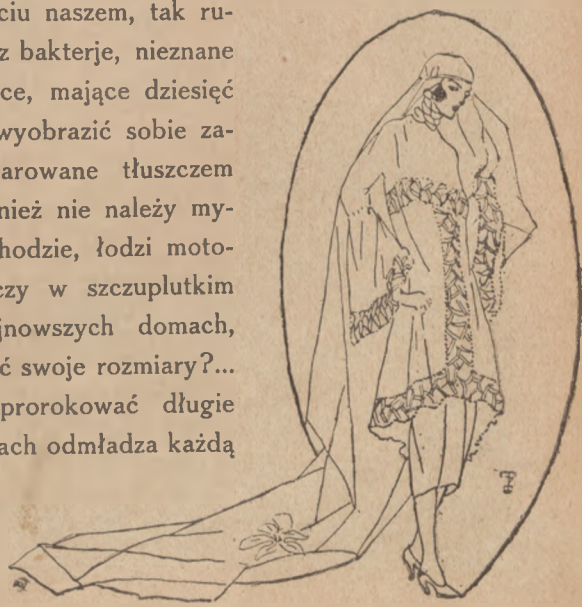 ciu naszem, tak ru-
z bakterje, nieznane
ce, mające dziesięć
wyobrazić sobie za-
arowane tłuszczem
nież nie należy my-
hodzie, łodzi moto-
czy w szczuplutkim
jnowszych domach,
ć swoje rozmiary?...
prorokować długie
ach odmładza każdą